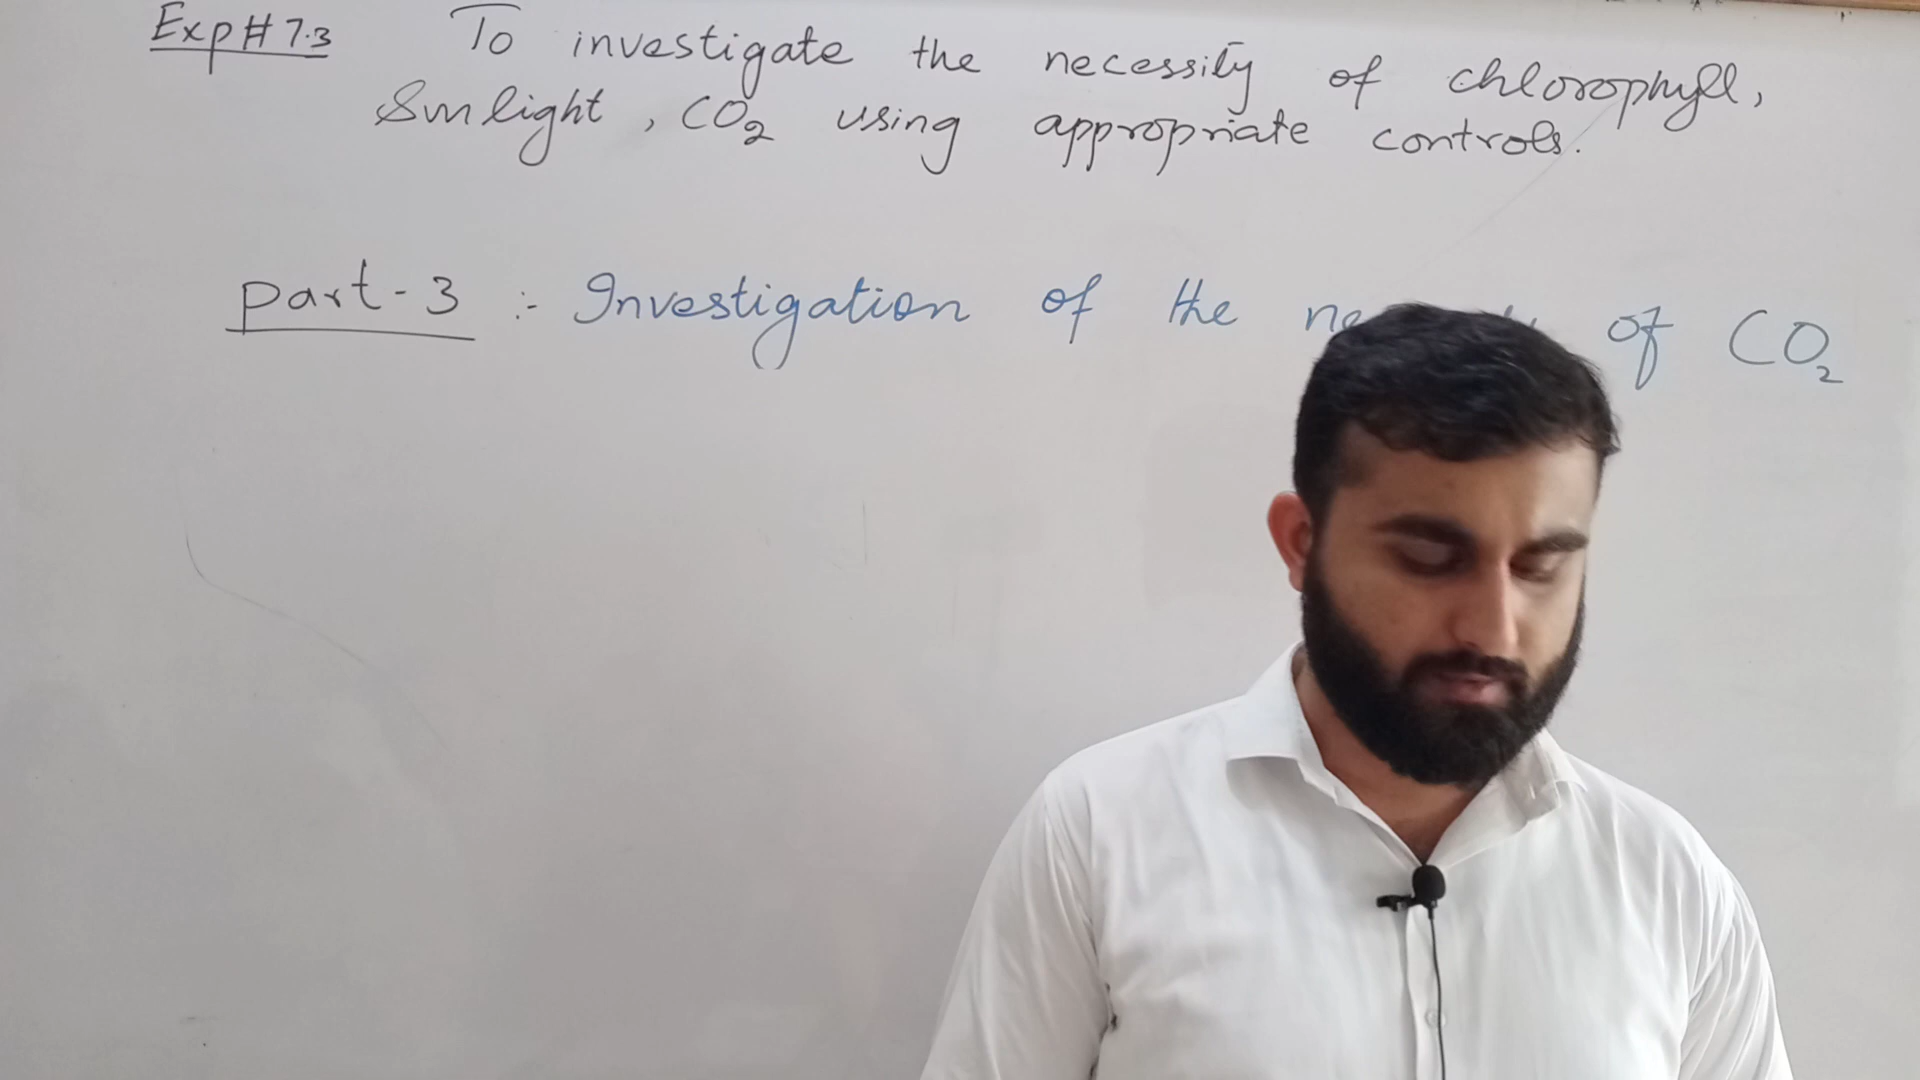 Exp# 7.3 To investigate the necessity of chlorophyll,
Sunlight, CO₂ using appropriate controls.
part-3 :- Investigation of the of CO₂